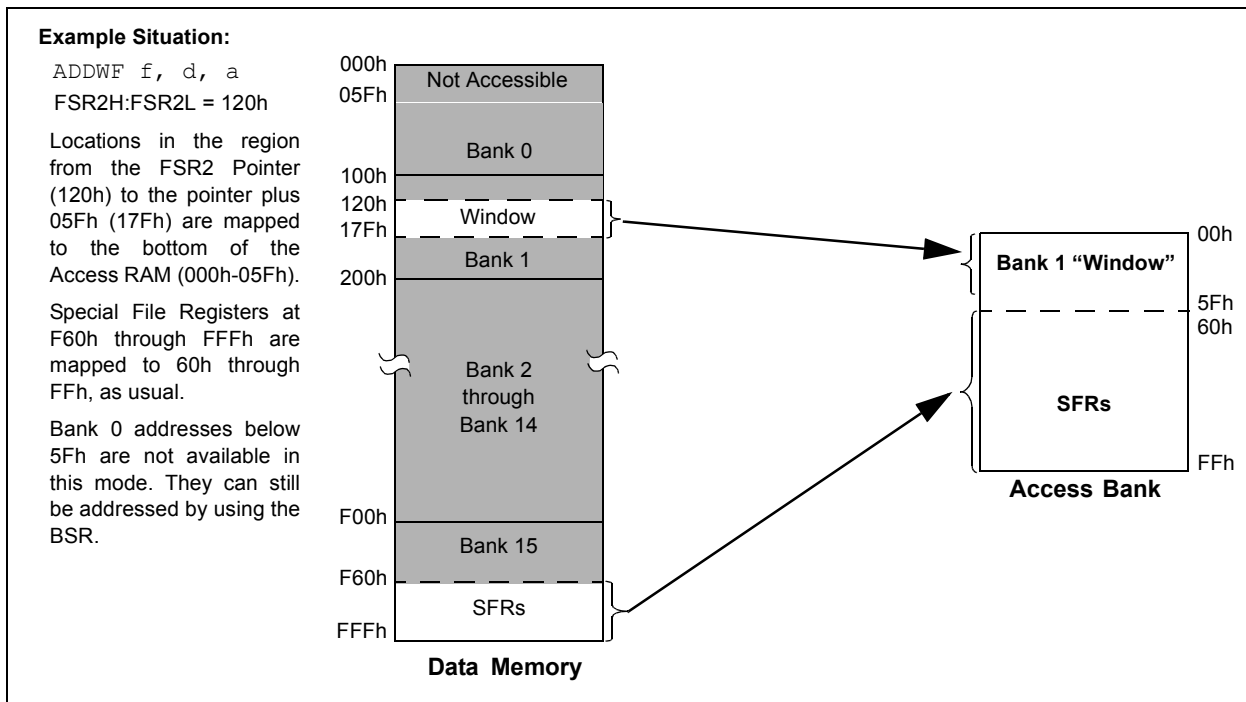 Example Situation:
ADDWF f, d, a
FSR2H:FSR2L = 120h
Locations in the region
from the FSR2 Pointer
(120h) to the pointer plus
05Fh (17Fh) are mapped
to the bottom of the
Access RAM (000h-05Fh).
Special File Registers at
F60h through FFFh are
mapped to 60h through
FFh, as usual.
Bank 0 addresses below
5Fh are not available in
this mode. They can still
be addressed by using the
BSR.
000h
Not Accessible
05Fh
Bank 0
100h
120h
Window
17Fh
Bank 1
200h
Bank 2
through
Bank 14
F00h
Bank 15
F60h
SFRs
FFFh
Data Memory
00h
Bank 1 “Window”
5Fh
60h
SFRs
FFh
Access Bank